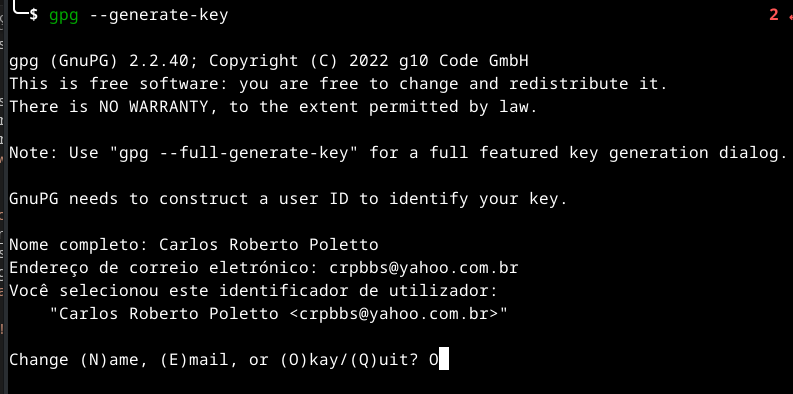 $ gpg --generate-key 2
gpg (GnuPG) 2.2.40; Copyright (C) 2022 g10 Code GmbH
This is free software: you are free to change and redistribute it.
There is NO WARRANTY, to the extent permitted by law.
Note: Use "gpg --full-generate-key" for a full featured key generation dialog.
GnuPG needs to construct a user ID to identify your key.
Nome completo: Carlos Roberto Poletto
Endereço de correio eletrónico: crpbbs@yahoo.com.br
Você selecionou este identificador de utilizador:
"Carlos Roberto Poletto <crpbbs@yahoo.com.br>"
Change (N)ame, (E)mail, or (O)kay/(Q)uit? O